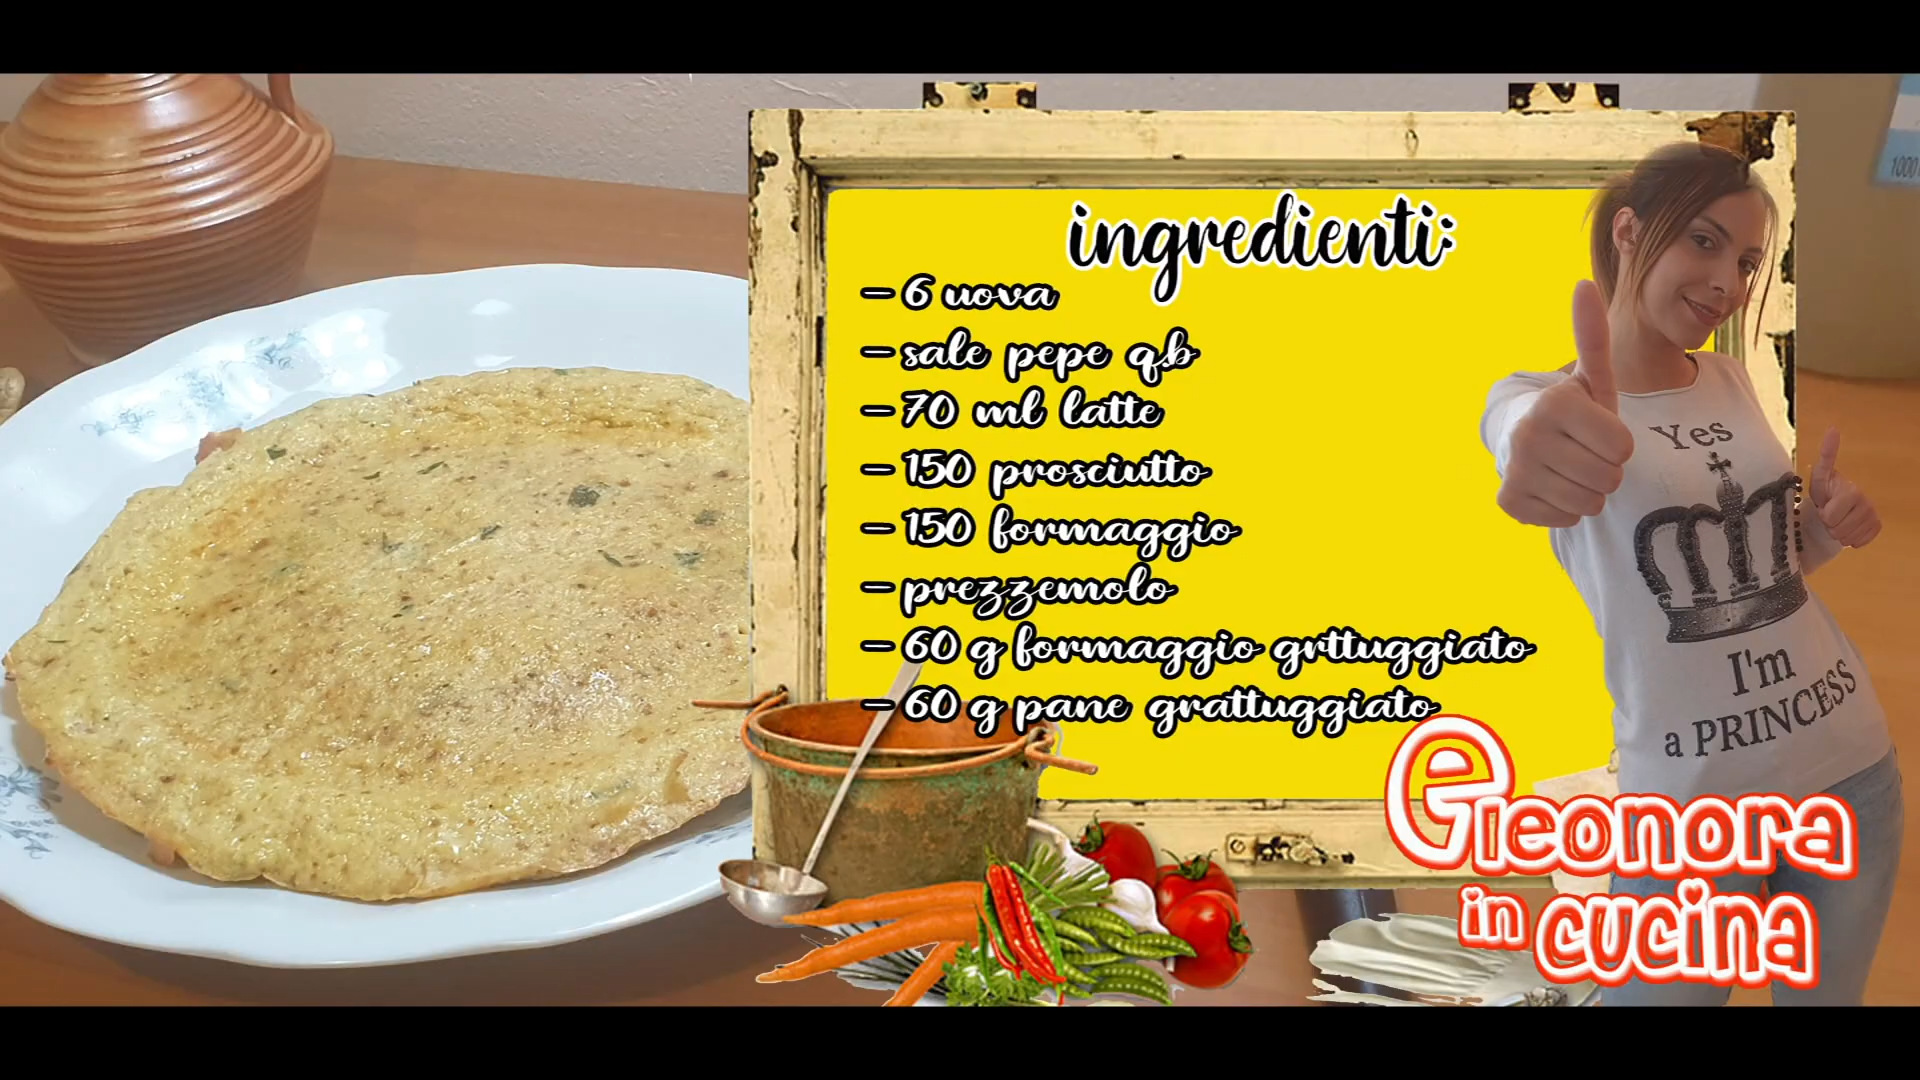 ingredienti:
- 6 uova
- sale pepe q.b
- 70 ml latte
- 150 prosciutto
- 150 formaggio
- prezzemolo
- 60 g formaggio grttuggiato
- 60 g pane grattuggiato
Yes
I'm
a PRINCESS
Eleonora
in cucina
1000